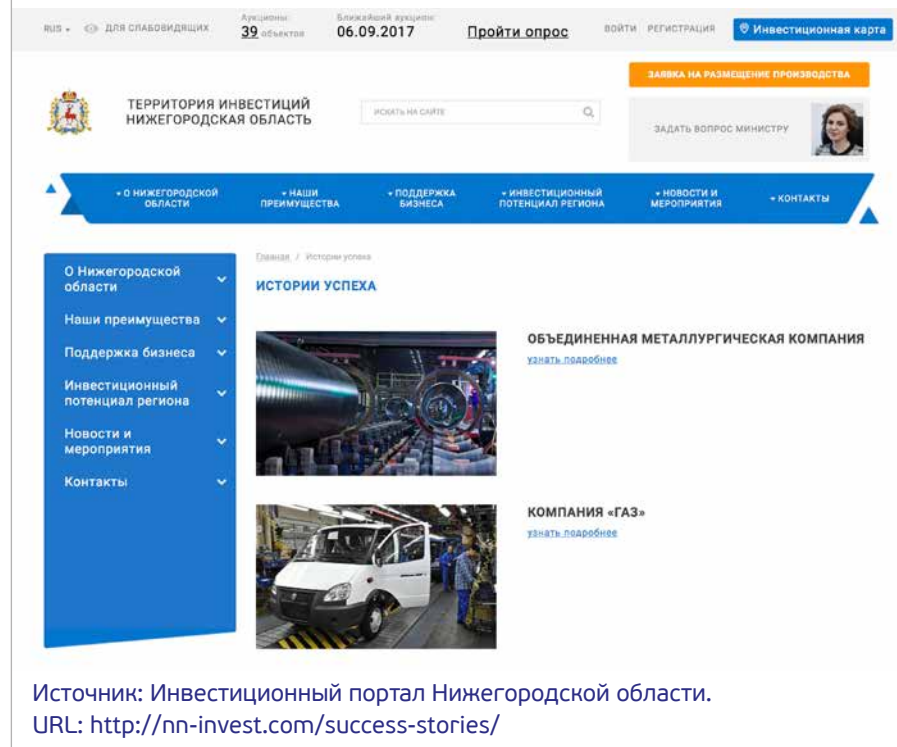 RUS
ДЛЯ СЛАБОВИДЯЩИХ
Аукционы:
39 объектов
Ближайший аукцион:
06.09.2017
Пройти опрос
ВОЙТИ
РЕГИСТРАЦИЯ
Инвестиционная карта
ЗАЯВКА НА РАЗМЕЩЕНИЕ ПРОИЗВОДСТВА
ТЕРРИТОРИЯ ИНВЕСТИЦИЙ
НИЖЕГОРОДСКАЯ ОБЛАСТЬ
ИСКАТЬ НА САЙТЕ
ЗАДАТЬ ВОПРОС МИНИСТРУ
О НИЖЕГОРОДСКОЙ
ОБЛАСТИ
НАШИ
ПРЕИМУЩЕСТВА
ПОДДЕРЖКА
БИЗНЕСА
ИНВЕСТИЦИОННЫЙ
ПОТЕНЦИАЛ РЕГИОНА
НОВОСТИ И
МЕРОПРИЯТИЯ
КОНТАКТЫ
О Нижегородской
области
Наши преимущества
Поддержка бизнеса
Инвестиционный
потенциал региона
Новости и
мероприятия
Контакты
Главная / Истории успеха
ИСТОРИИ УСПЕХА
ОБЪЕДИНЕННАЯ МЕТАЛЛУРГИЧЕСКАЯ КОМПАНИЯ
узнать подробнее
КОМПАНИЯ «ГАЗ»
узнать подробнее
Источник: Инвестиционный портал Нижегородской области.
URL: http://nn-invest.com/success-stories/